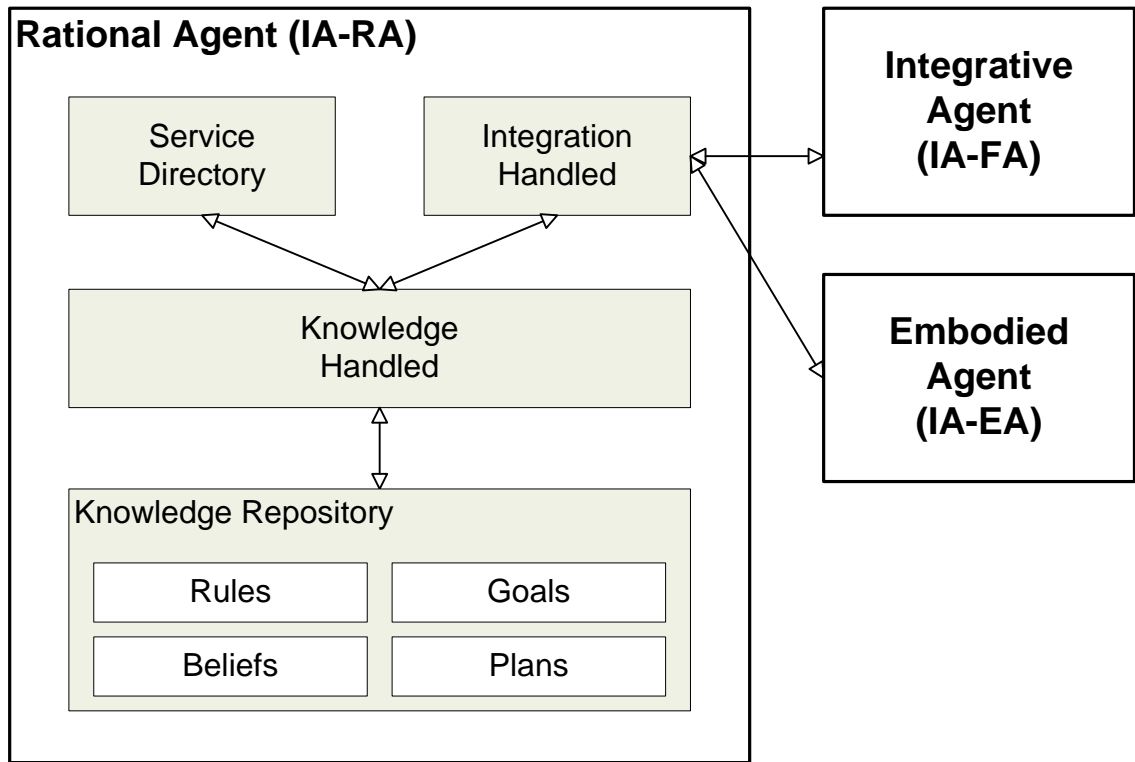 Rational Agent (IA-RA)
Service
Directory
Integration
Handled
Knowledge
Handled
Knowledge Repository
Rules
Goals
Beliefs
Plans
Integrative
Agent
(IA-FA)
Embodied
Agent
(IA-EA)